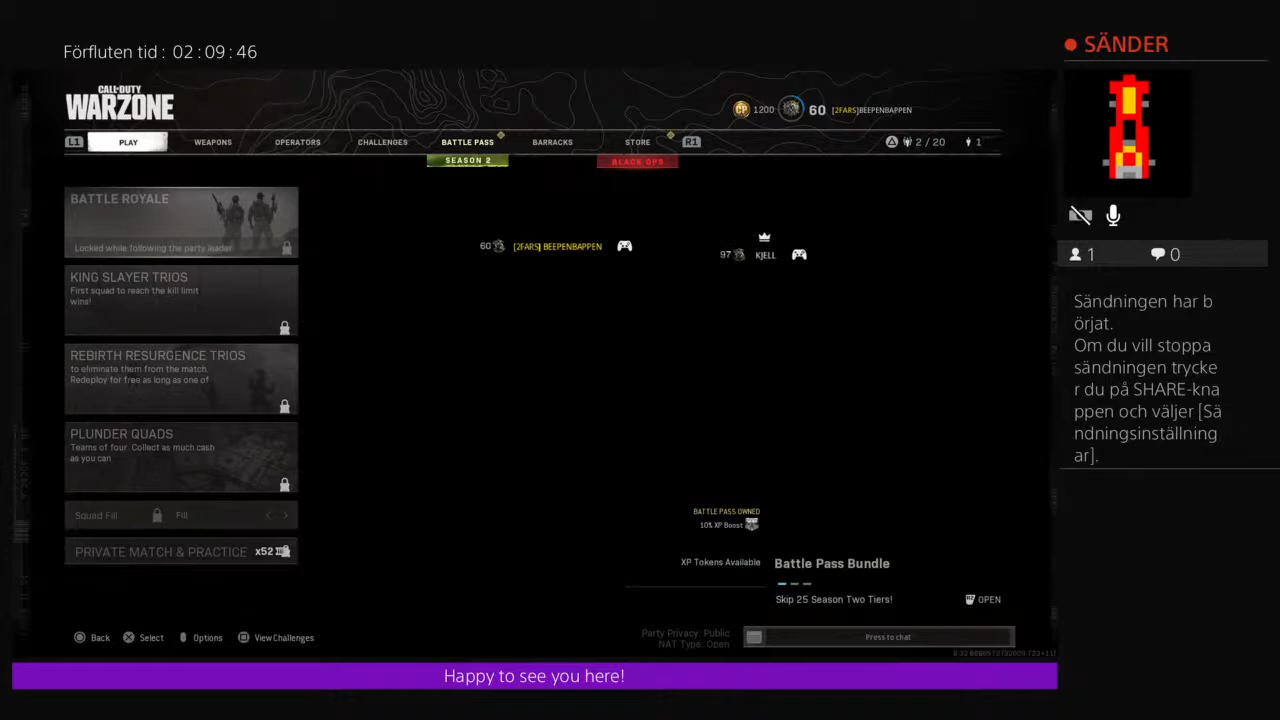 Förfluten tid : 02:09:46
SÄNDER
CALL OF DUTY
WARZONE
1200 60 [2FARS]BEEPENBAPPEN
L1 PLAY WEAPONS OPERATORS CHALLENGES BATTLE PASS BARRACKS STORE R1 2 / 20 1
SEASON 2 BLACK OPS
BATTLE ROYALE
Locked while following the party leader
KING SLAYER TRIOS
First squad to reach the kill limit
wins!
REBIRTH RESURGENCE TRIOS
to eliminate them from the match.
Redeploy for free as long as one of
PLUNDER QUADS
Teams of four. Collect as much cash
as you can
Squad Fill Fill
PRIVATE MATCH & PRACTICE x52
60 [2FARS] BEEPENBAPPEN
97 KJELL
BATTLE PASS OWNED
10% XP Boost
XP Tokens Available
Battle Pass Bundle
Skip 25 Season Two Tiers!
OPEN
Back Select Options View Challenges
Party Privacy: Public
NAT Type: Open
Press to chat
1 0
Sändningen har b
örjat.
Om du vill stoppa
sändningen trycke
r du på SHARE-kna
ppen och väljer [Sä
ndningsinställning
ar].
Happy to see you here!